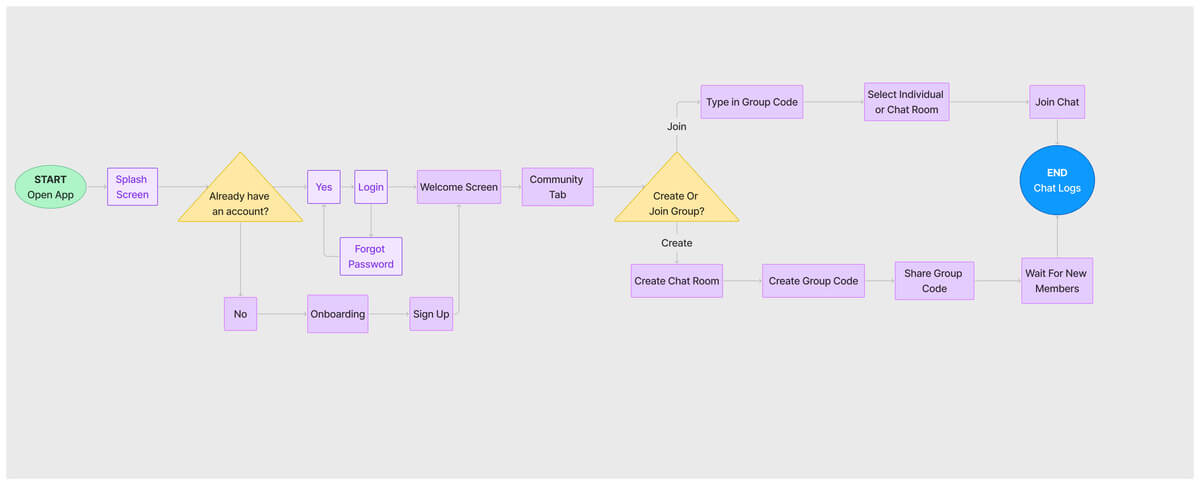 START
Open App
Splash
Screen
Already have
an account?
Yes
Login
Forgot
Password
No
Onboarding
Sign Up
Welcome Screen
Community
Tab
Create Or
Join Group?
Join
Type in Group Code
Select Individual
or Chat Room
Join Chat
Create
Create Chat Room
Create Group Code
Share Group
Code
Wait For New
Members
END
Chat Logs